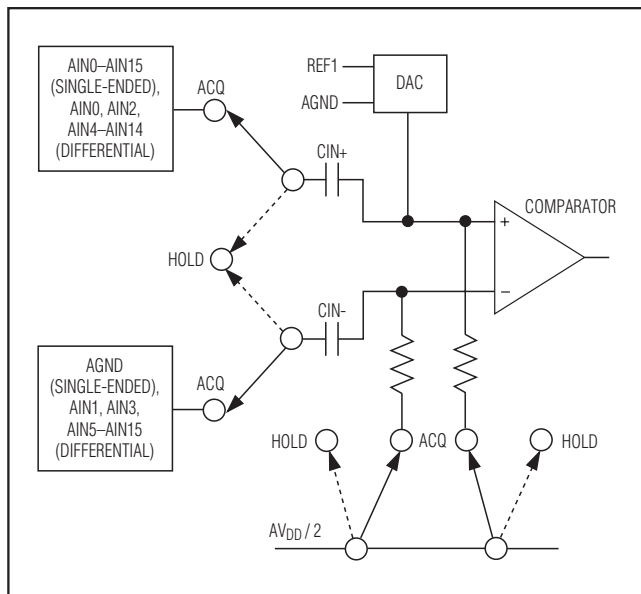 AIN0–AIN15
(SINGLE-ENDED),
AIN0, AIN2,
AIN4–AIN14
(DIFFERENTIAL)
ACQ
REF1
AGND
DAC
CIN+
COMPARATOR
+
−
HOLD
CIN-
AGND
(SINGLE-ENDED),
AIN1, AIN3,
AIN5–AIN15
(DIFFERENTIAL)
ACQ
HOLD
ACQ
HOLD
AVDD / 2